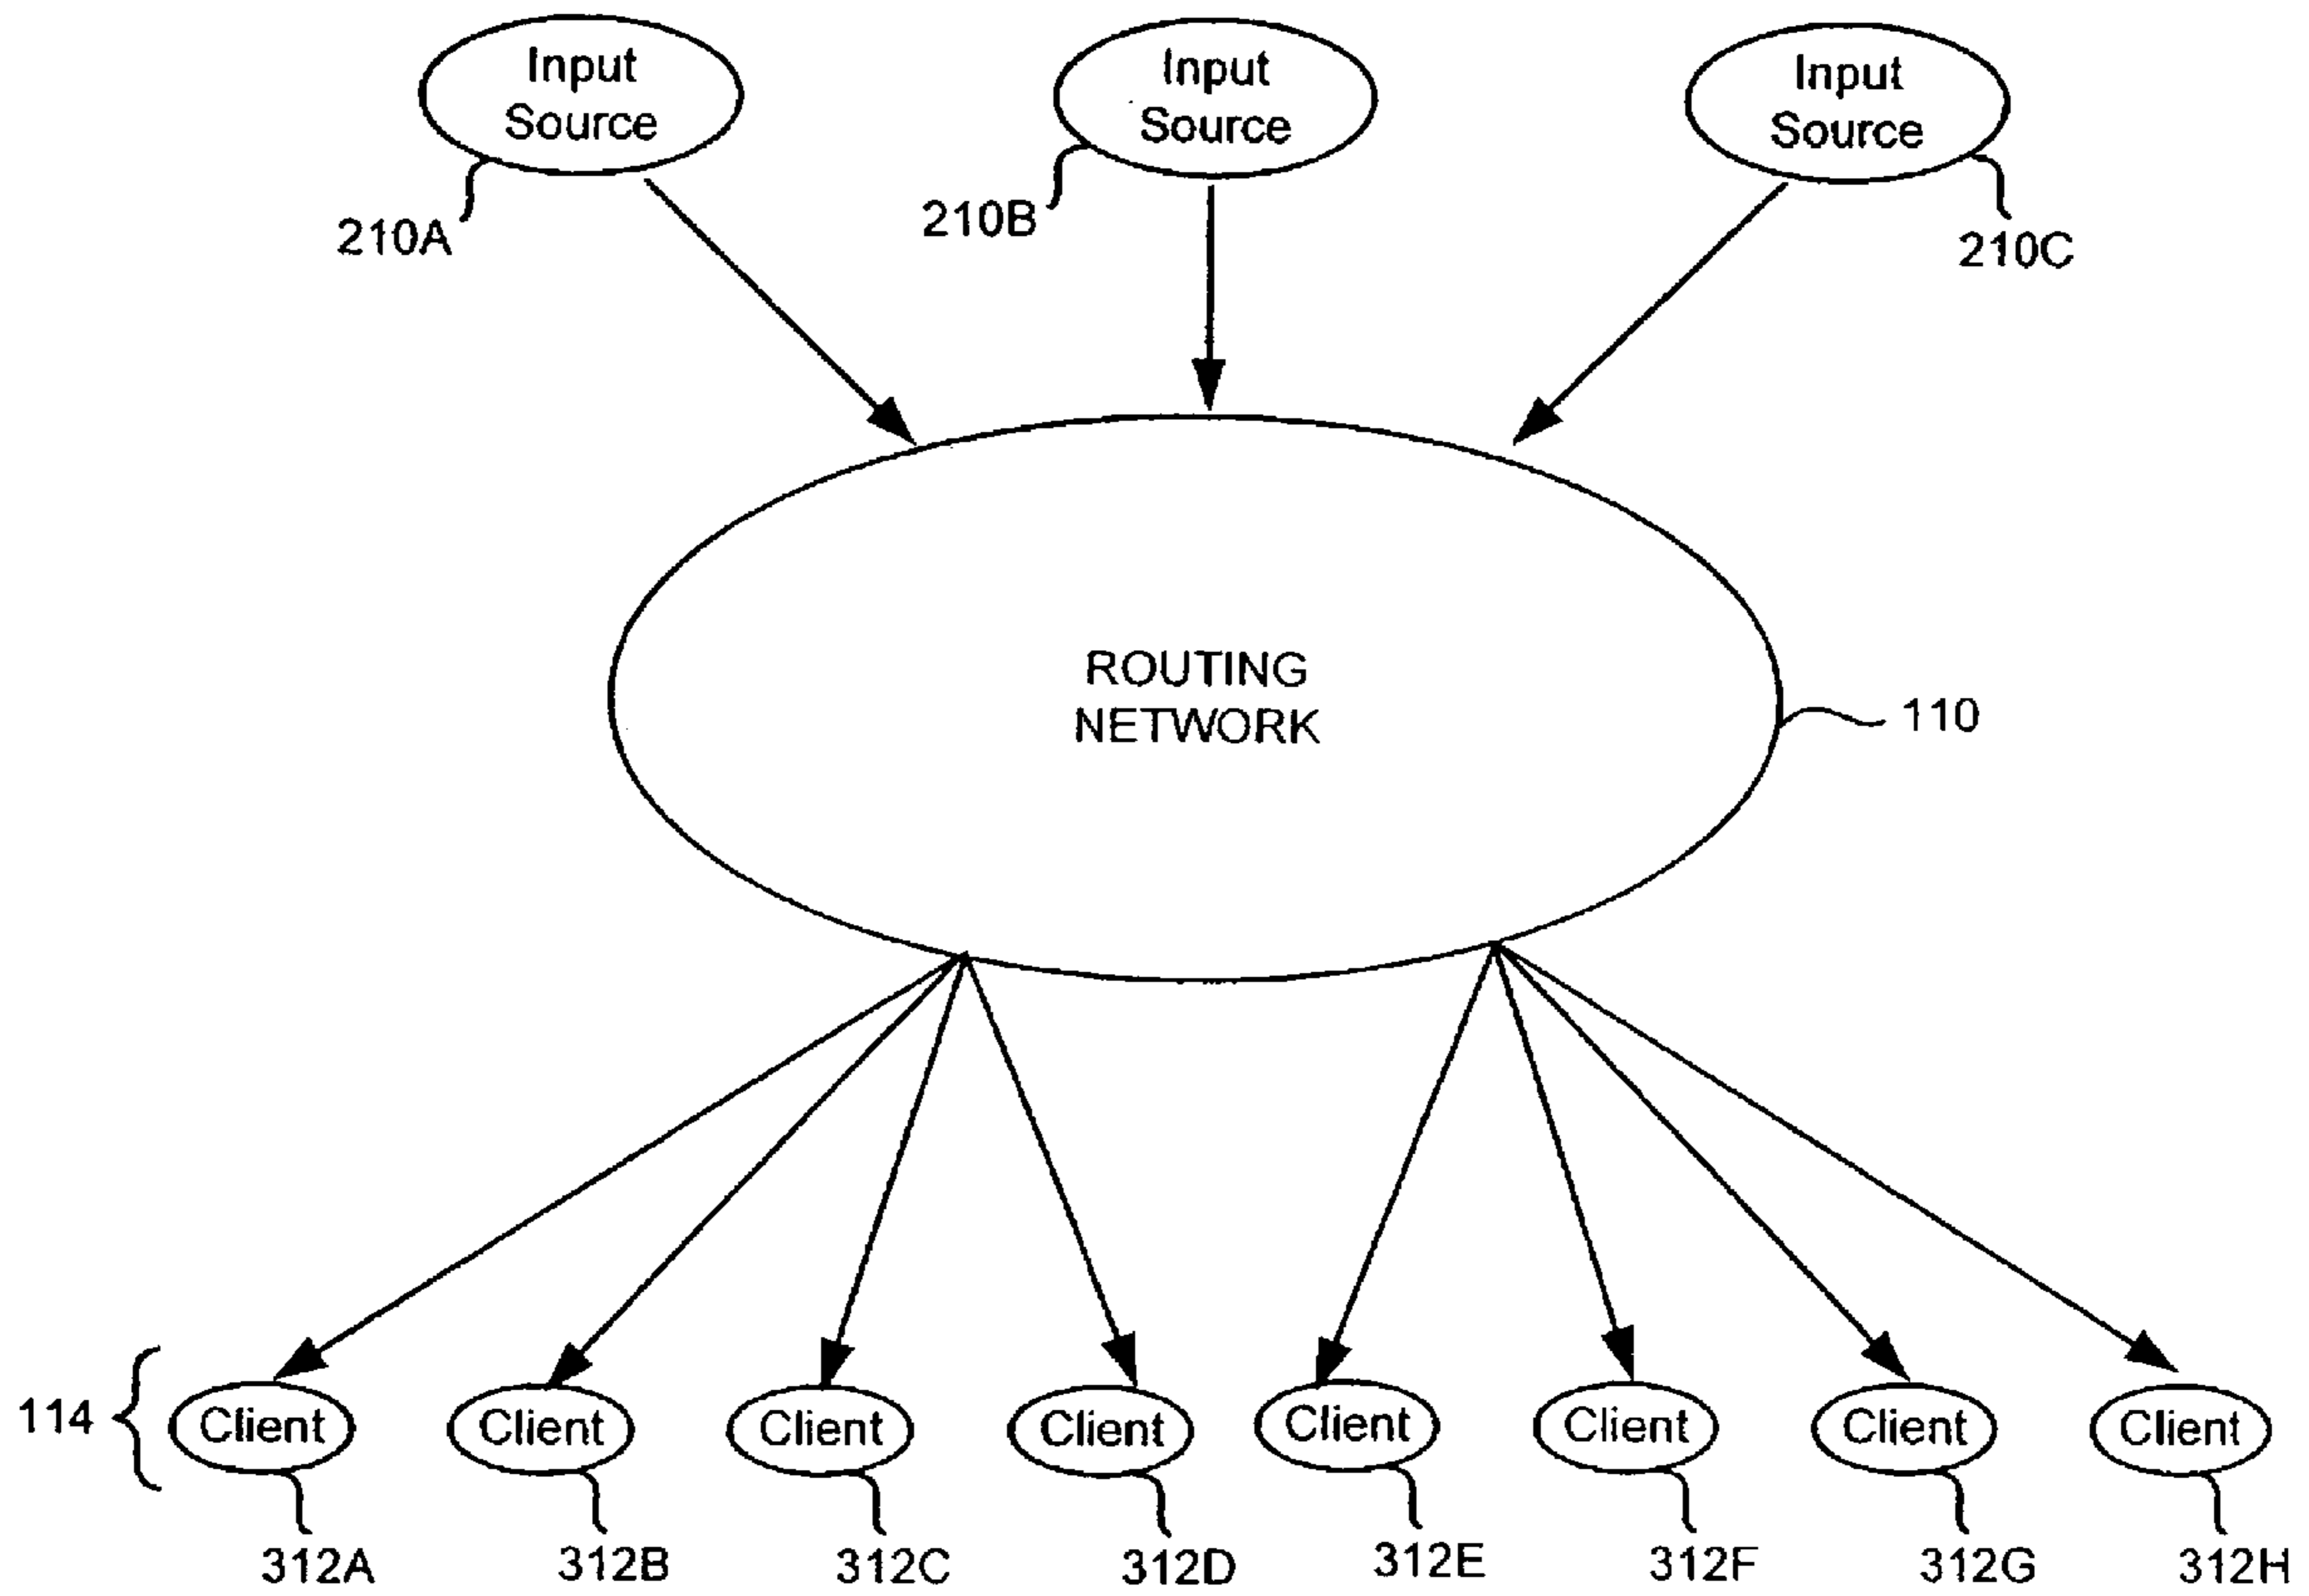 Input
Source
Input
Source
Input
Source
210A
210B
210C
ROUTING
NETWORK
110
114
Client
Client
Client
Client
Client
Client
Client
Client
312A
312B
312C
312D
312E
312F
312G
312H